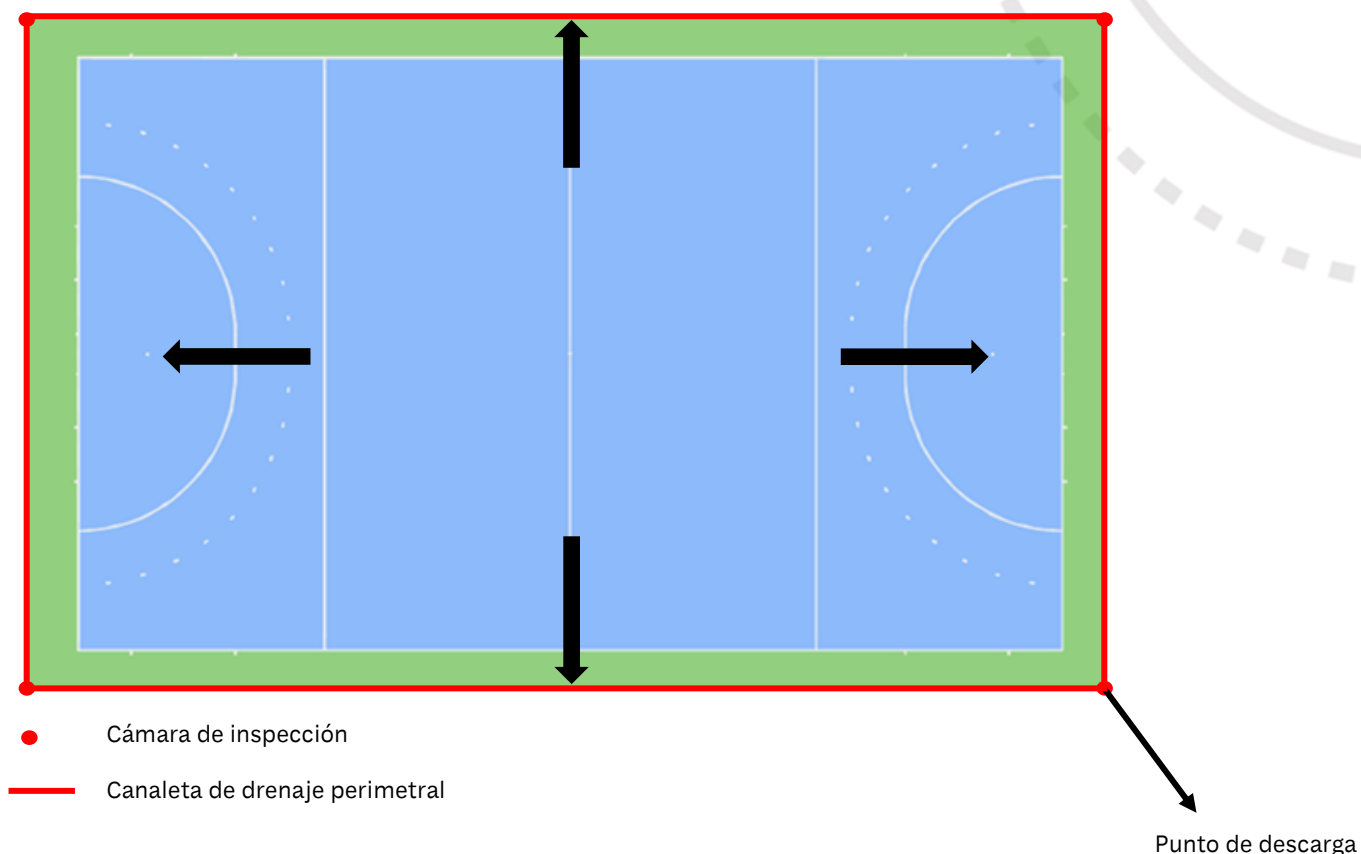 Cámara de inspección
Canaleta de drenaje perimetral
Punto de descarga